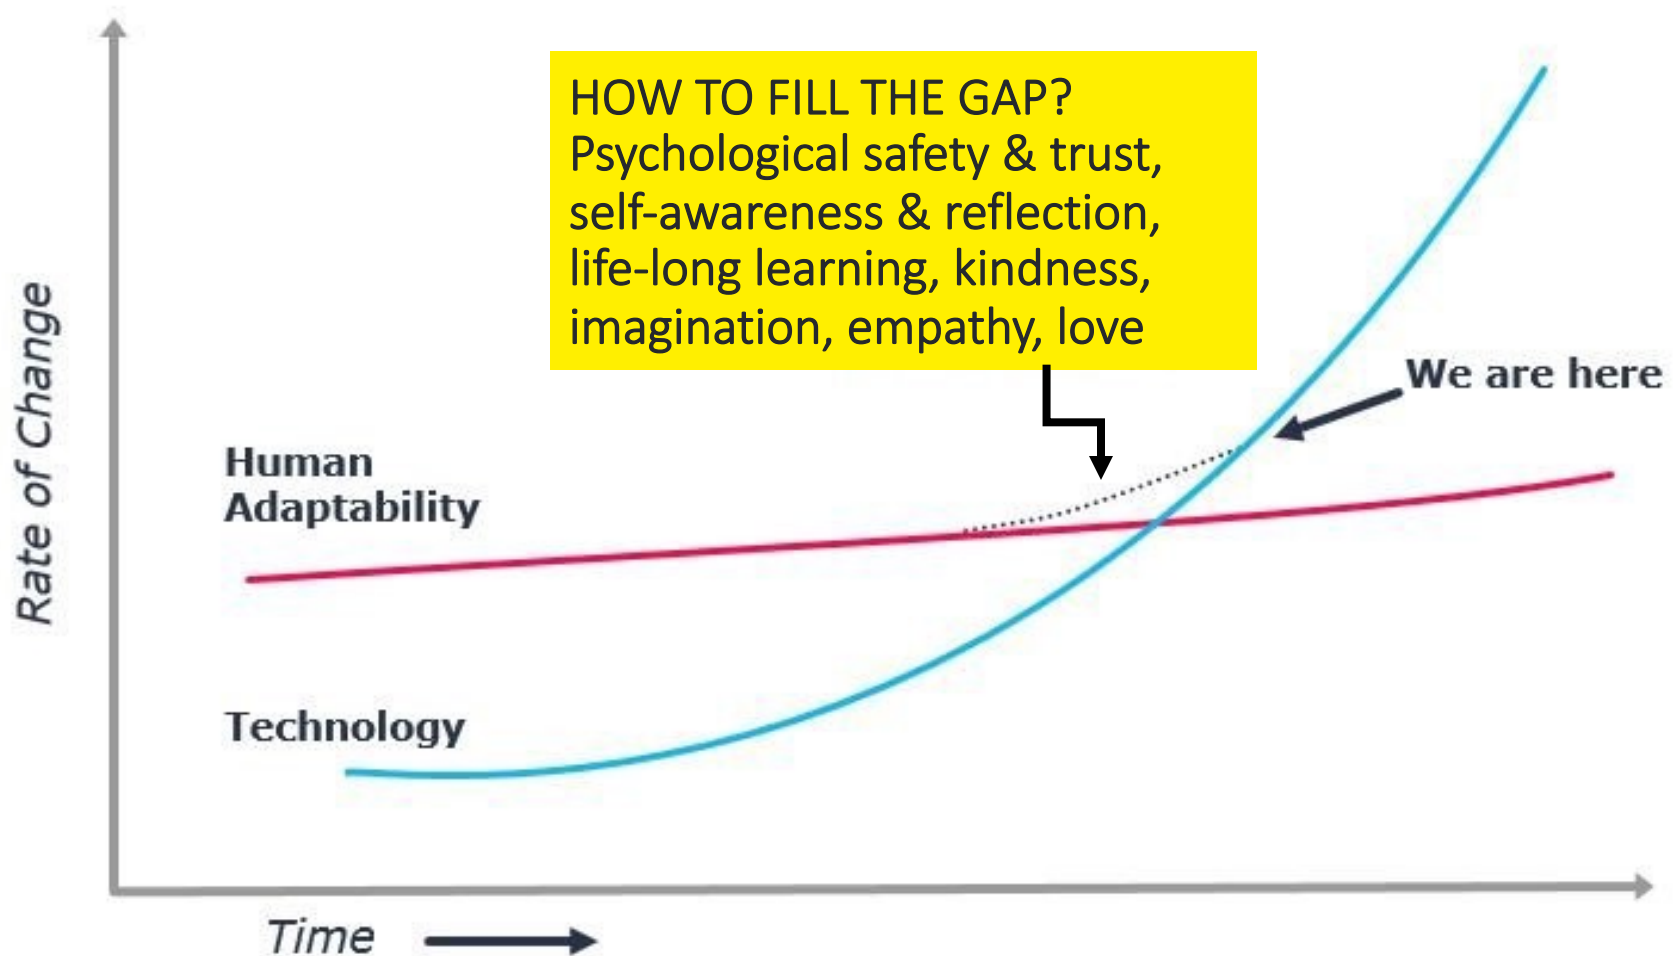 HOW TO FILL THE GAP?
Psychological safety & trust,
self-awareness & reflection,
life-long learning, kindness,
imagination, empathy, love
We are here
Rate of Change
Human
Adaptability
Technology
Time